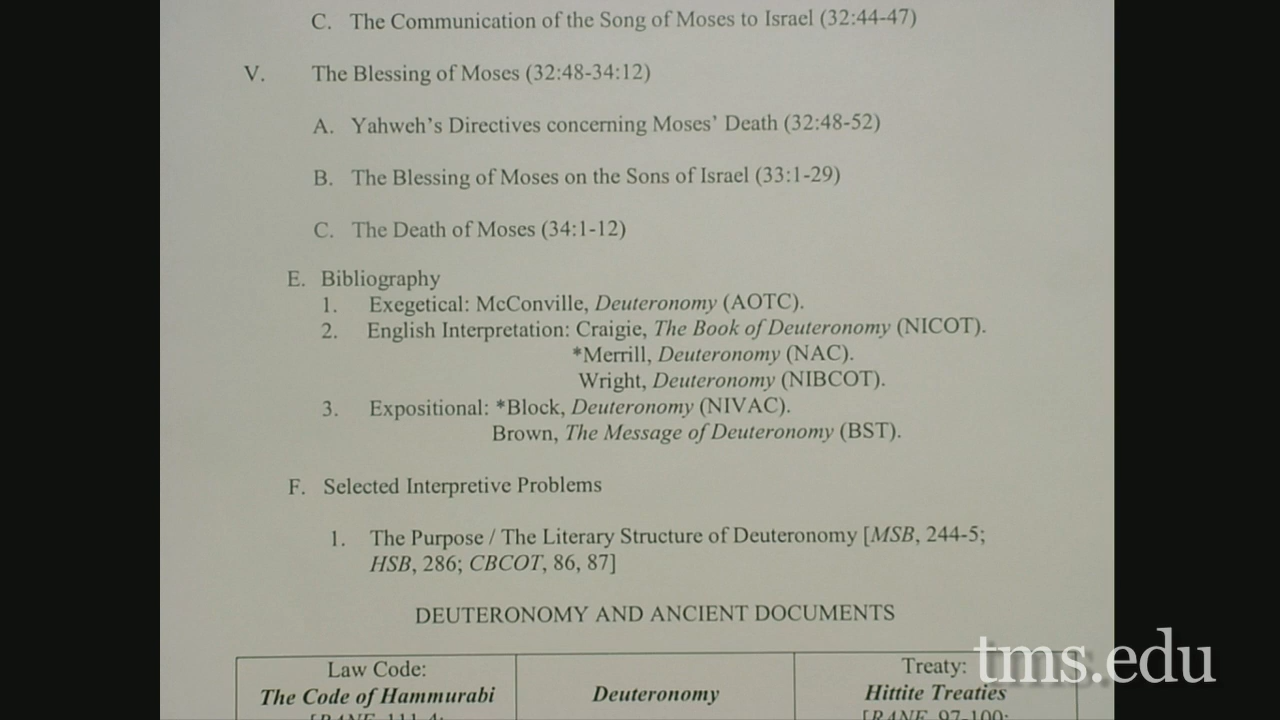 C. The Communication of the Song of Moses to Israel (32:44-47)
V. The Blessing of Moses (32:48-34:12)
A. Yahweh's Directives concerning Moses' Death (32:48-52)
B. The Blessing of Moses on the Sons of Israel (33:1-29)
C. The Death of Moses (34:1-12)
E. Bibliography
1. Exegetical: McConville, Deuteronomy (AOTC).
2. English Interpretation: Craigie, The Book of Deuteronomy (NICOT).
*Merrill, Deuteronomy (NAC).
Wright, Deuteronomy (NIBCOT).
3. Expositional: *Block, Deuteronomy (NIVAC).
Brown, The Message of Deuteronomy (BST).
F. Selected Interpretive Problems
1. The Purpose / The Literary Structure of Deuteronomy [MSB, 244-5;
HSB, 286; CBCOT, 86, 87]
DEUTERONOMY AND ANCIENT DOCUMENTS
Law Code:
The Code of Hammurabi
[RANE, 111-4;
Deuteronomy
Treaty:
Hittite Treaties
[RANE, 97-100;
tms.edu